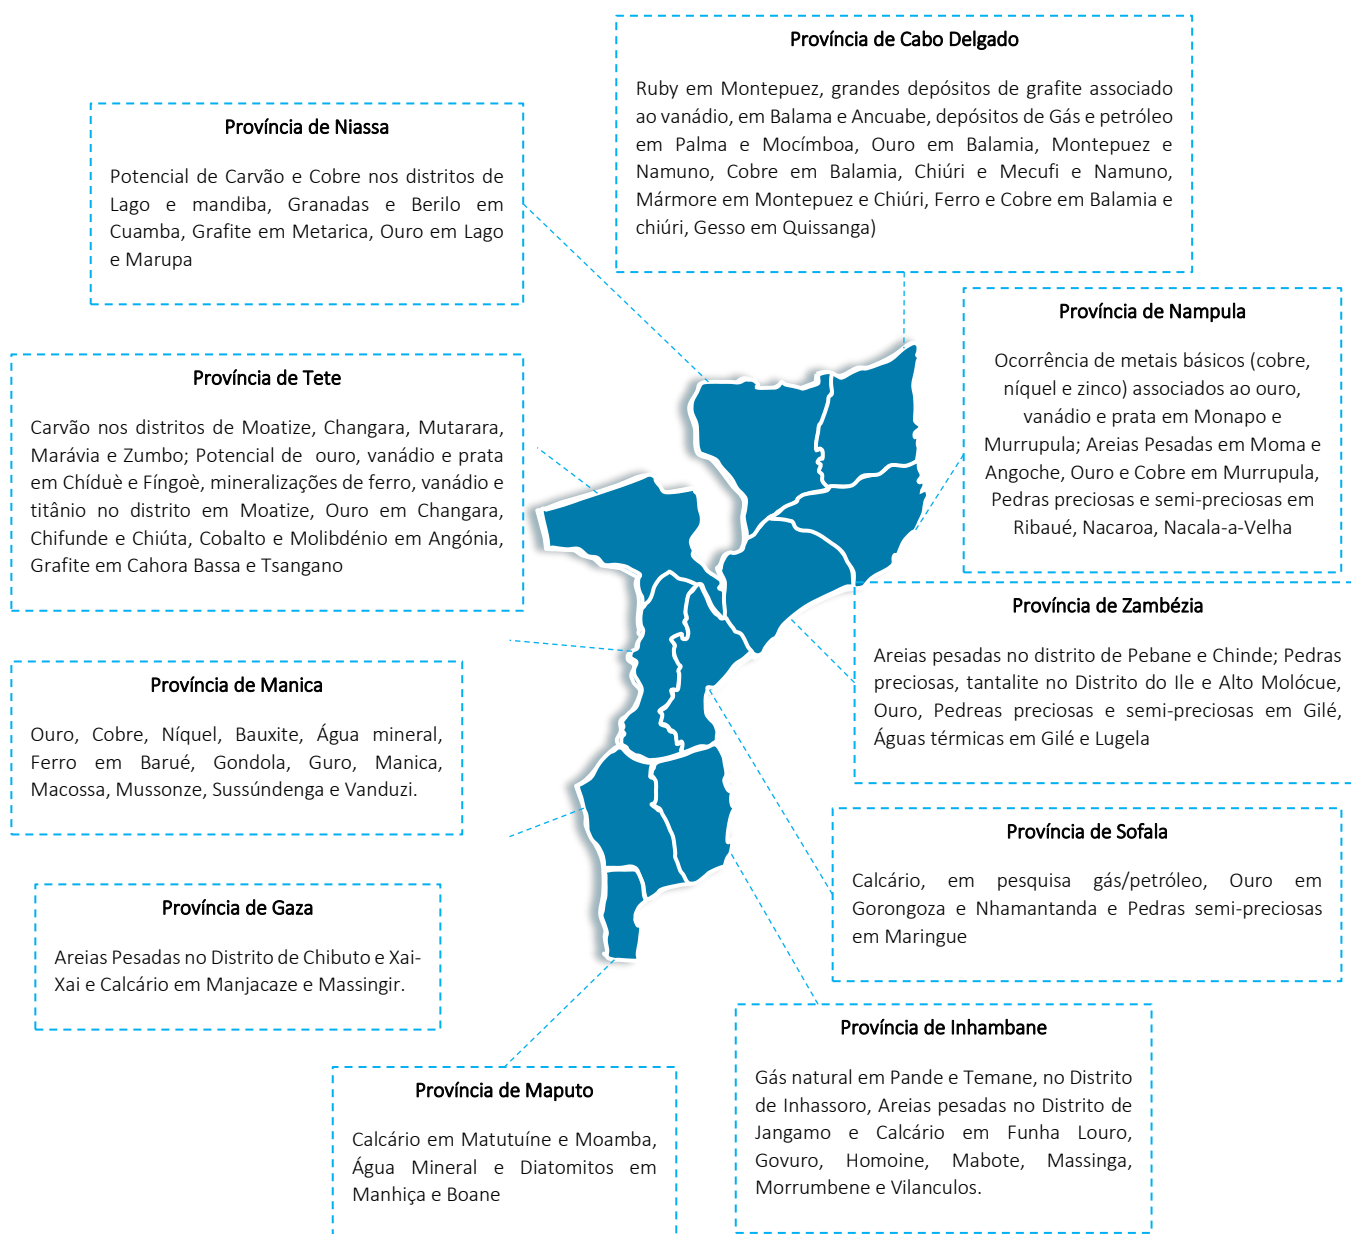 Província de Cabo Delgado
Ruby em Montepuez, grandes depósitos de grafite associado
ao vanádio, em Balama e Ancuabe, depósitos de Gás e petróleo
em Palma e Mocímboa, Ouro em Balamia, Montepuez e
Namuno, Cobre em Balamia, Chiúri e Mecufi e Namuno,
Mármore em Montepuez e Chiúri, Ferro e Cobre em Balamia e
chiúri, Gesso em Quissanga)
Província de Niassa
Potencial de Carvão e Cobre nos distritos de
Lago e mandiba, Granadas e Berilo em
Cuamba, Grafite em Metarica, Ouro em Lago
e Marupa
Província de Nampula
Ocorrência de metais básicos (cobre,
níquel e zinco) associados ao ouro,
vanádio e prata em Monapo e
Murrupula; Areias Pesadas em Moma e
Angoche, Ouro e Cobre em Murrupula,
Pedras preciosas e semi-preciosas em
Ribaué, Nacaroa, Nacala-a-Velha
Província de Tete
Carvão nos distritos de Moatize, Changara, Mutarara,
Marávia e Zumbo; Potencial de ouro, vanádio e prata
em Chíduè e Fíngoè, mineralizações de ferro, vanádio e
titânio no distrito em Moatize, Ouro em Changara,
Chifunde e Chiúta, Cobalto e Molibdénio em Angónia,
Grafite em Cahora Bassa e Tsangano
Província de Zambézia
Areias pesadas no distrito de Pebane e Chinde; Pedras
preciosas, tantalite no Distrito do Ile e Alto Molócue,
Ouro, Pedreas preciosas e semi-preciosas em Gilé,
Águas térmicas em Gilé e Lugela
Província de Manica
Ouro, Cobre, Níquel, Bauxite, Água mineral,
Ferro em Barué, Gondola, Guro, Manica,
Macossa, Mussonze, Sussúndenga e Vanduzi.
Província de Sofala
Calcário, em pesquisa gás/petróleo, Ouro em
Gorongoza e Nhamantanda e Pedras semi-preciosas
em Maringue
Província de Gaza
Areias Pesadas no Distrito de Chibuto e Xai-
Xai e Calcário em Manjacaze e Massingir.
Província de Inhambane
Gás natural em Pande e Temane, no Distrito
de Inhassoro, Areias pesadas no Distrito de
Jangamo e Calcário em Funha Louro,
Govuro, Homoine, Mabote, Massinga,
Morrumbene e Vilanculos.
Província de Maputo
Calcário em Matutuíne e Moamba,
Água Mineral e Diatomitos em
Manhiça e Boane